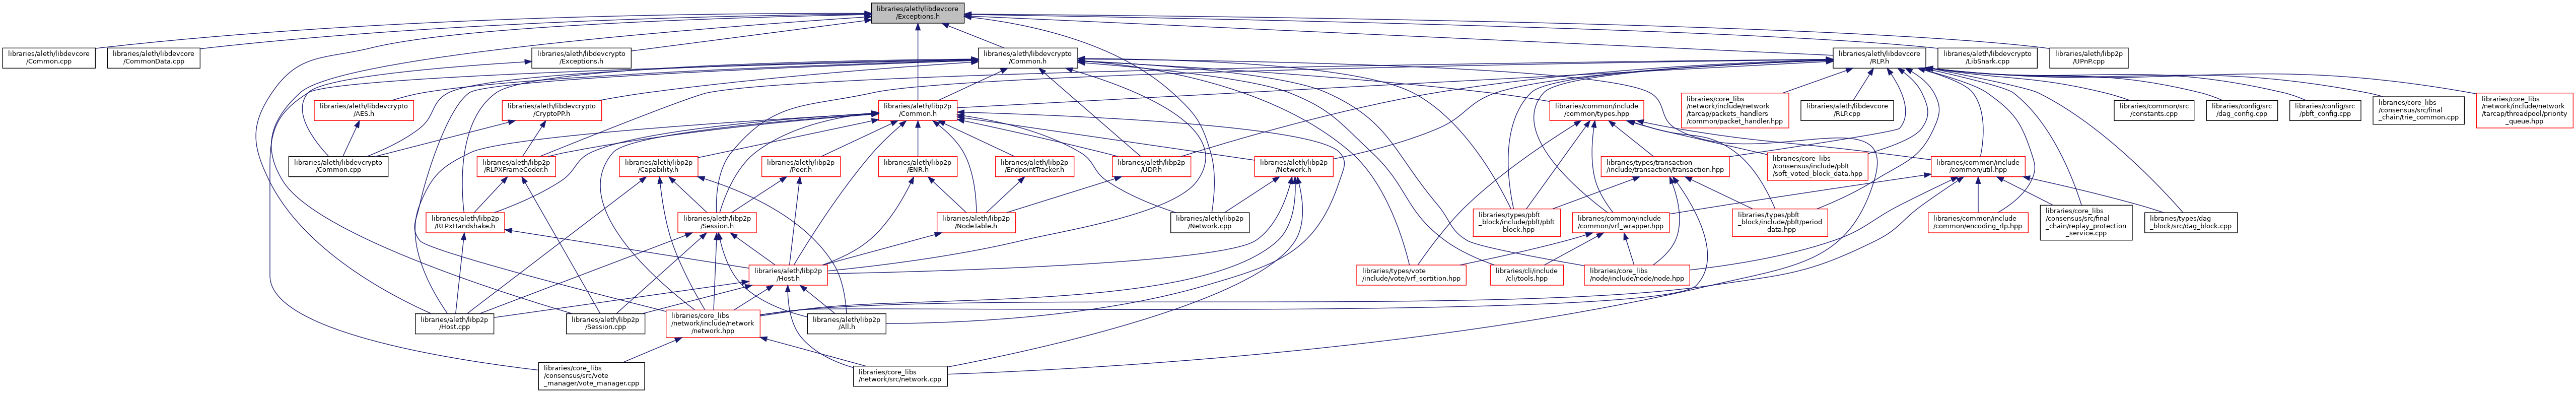 libraries/aleth/libdevcore
/Exceptions.h
libraries/aleth/libdevcore
/Common.cpp
libraries/aleth/libdevcore
/CommonData.cpp
libraries/aleth/libdevcrypto
/Exceptions.h
libraries/aleth/libdevcrypto
/Common.h
libraries/aleth/libdevcore
/RLP.h
libraries/aleth/libdevcrypto
/LibSnark.cpp
libraries/aleth/libp2p
/UPnP.cpp
libraries/aleth/libdevcrypto
/AES.h
libraries/aleth/libdevcrypto
/CryptoPP.h
libraries/aleth/libp2p
/Common.h
libraries/common/include
/common/types.hpp
libraries/core_libs
/network/include/network
/tarcap/packets_handlers
/common/packet_handler.hpp
libraries/aleth/libdevcore
/RLP.cpp
libraries/common/src
/constants.cpp
libraries/config/src
/dag_config.cpp
libraries/config/src
/pbft_config.cpp
libraries/core_libs
/consensus/src/final
_chain/trie_common.cpp
libraries/core_libs
/network/include/network
/tarcap/threadpool/priority
_queue.hpp
libraries/aleth/libdevcrypto
/Common.cpp
libraries/aleth/libp2p
/RLPXFrameCoder.h
libraries/aleth/libp2p
/Capability.h
libraries/aleth/libp2p
/Peer.h
libraries/aleth/libp2p
/ENR.h
libraries/aleth/libp2p
/EndpointTracker.h
libraries/aleth/libp2p
/UDP.h
libraries/aleth/libp2p
/Network.h
libraries/types/transaction
/include/transaction/transaction.hpp
libraries/core_libs
/consensus/include/pbft
/soft_voted_block_data.hpp
libraries/common/include
/common/util.hpp
libraries/aleth/libp2p
/RLPxHandshake.h
libraries/aleth/libp2p
/Session.h
libraries/aleth/libp2p
/NodeTable.h
libraries/aleth/libp2p
/Network.cpp
libraries/types/pbft
_block/include/pbft/pbft
_block.hpp
libraries/common/include
/common/vrf_wrapper.hpp
libraries/types/pbft
_block/include/pbft/period
_data.hpp
libraries/common/include
/common/encoding_rlp.hpp
libraries/core_libs
/consensus/src/final
_chain/replay_protection
_service.cpp
libraries/types/dag
_block/src/dag_block.cpp
libraries/aleth/libp2p
/Host.h
libraries/types/vote
/include/vote/vrf_sortition.hpp
libraries/cli/include
/cli/tools.hpp
libraries/core_libs
/node/include/node/node.hpp
libraries/aleth/libp2p
/Host.cpp
libraries/aleth/libp2p
/Session.cpp
libraries/core_libs
/network/include/network
/network.hpp
libraries/aleth/libp2p
/All.h
libraries/core_libs
/consensus/src/vote
_manager/vote_manager.cpp
libraries/core_libs
/network/src/network.cpp